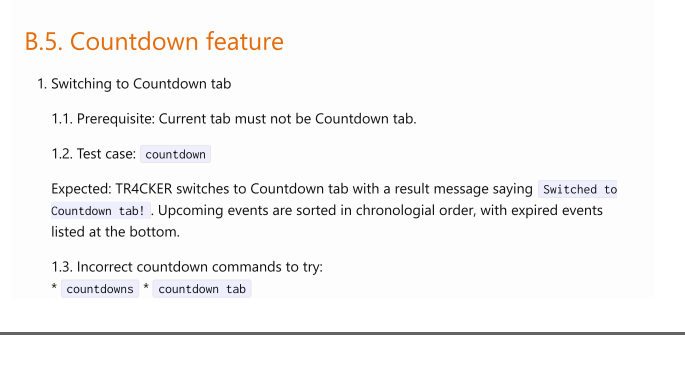 B.5. Countdown feature
1. Switching to Countdown tab
1.1. Prerequisite: Current tab must not be Countdown tab.
1.2. Test case: countdown
Expected: TR4CKER switches to Countdown tab with a result message saying Switched to
Countdown tab! . Upcoming events are sorted in chronologial order, with expired events
listed at the bottom.
1.3. Incorrect countdown commands to try:
* countdowns * countdown tab